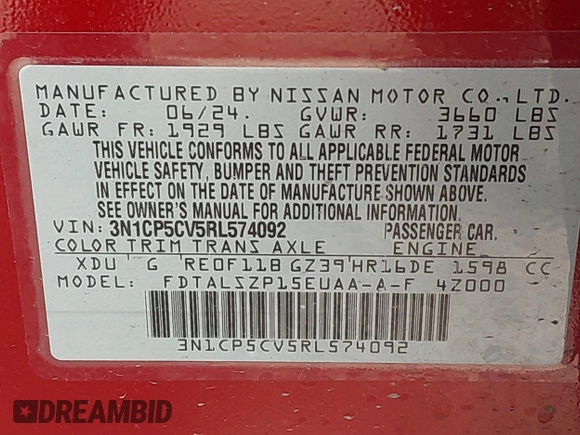 MANUFACTURED BY NISSAN MOTOR CO., LTD.
DATE: 06/24. GVWR: 3660 LBS
GAWR FR: 1929 LBS GAWR RR: 1731 LBS
THIS VEHICLE CONFORMS TO ALL APPLICABLE FEDERAL MOTOR
VEHICLE SAFETY, BUMPER AND THEFT PREVENTION STANDARDS
IN EFFECT ON THE DATE OF MANUFACTURE SHOWN ABOVE.
SEE OWNER'S MANUAL FOR ADDITIONAL INFORMATION
VIN: 3N1CP5CV5RL574092 PASSENGER CAR.
COLOR TRIM TRANS AXLE ENGINE
XDU G RE0F11B GZ39 HR16DE 1598 CC
MODEL: FDTALSZP15EUAA-A-F 4Z000
3N1CP5CV5RL574092
DREAMBID